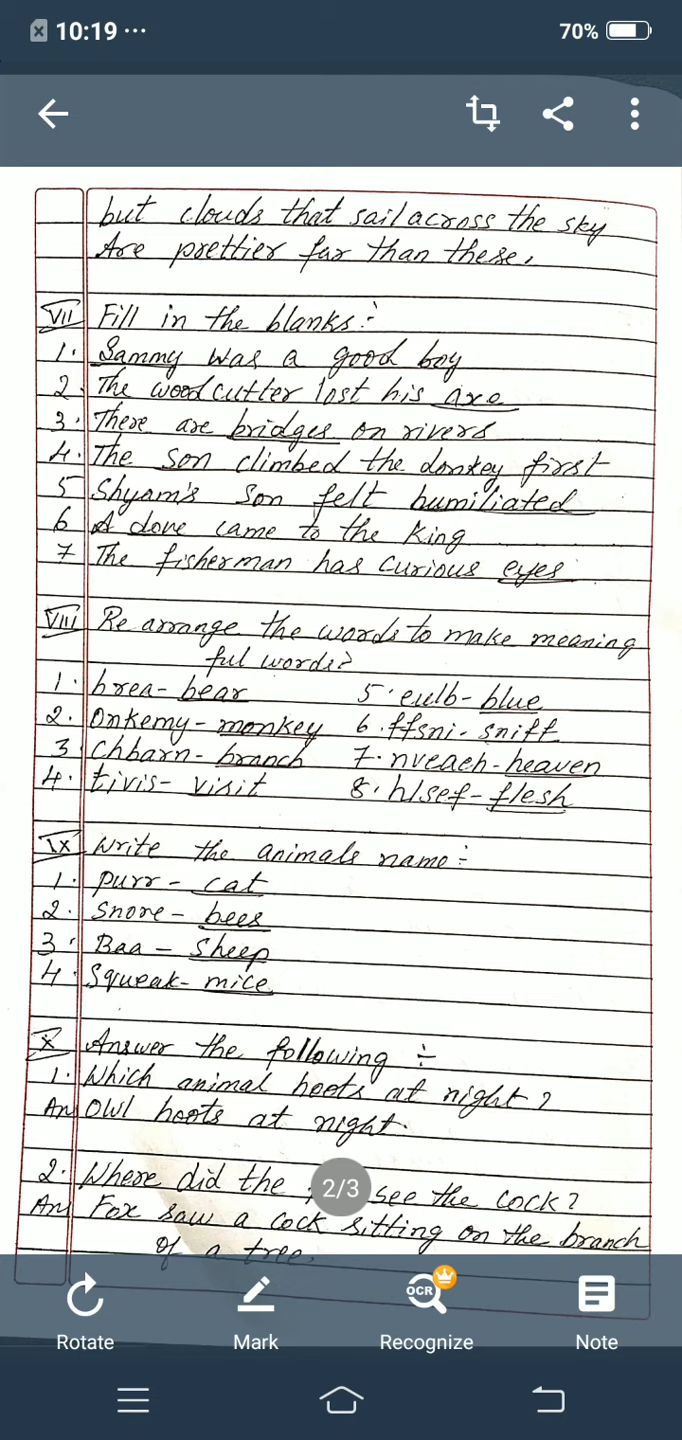 10:19 ...
70%
but clouds that sail across the sky
Are prettier far than these.
VII Fill in the blanks :-
1. Sammy was a good boy
2. The woodcutter lost his axe
3. There are bridges on rivers
4. The son climbed the donkey first
5 Shyam's son felt humiliated
6 A dove came to the King
7 The fisherman has curious eyes
VIII Re arrange the words to make meaning
ful words?
1. brea - bear 5. eulb - blue
2. Onkemy - monkey 6. ffsni - sniff
3. Chbarn - branch 7. nveaeh - heaven
4. tivis - visit 8. hlsef - flesh
IX Write the animals name :-
1. Purr - cat
2. Snore - bees
3. Baa - sheep
4. Squeak - mice
X Answer the following :-
1. Which animal hoots at night?
Ans Owl hoots at night.
2. Where did the see the cock?
2/3
Ans Fox saw a cock sitting on the branch
of a tree.
OCR
Rotate Mark Recognize Note